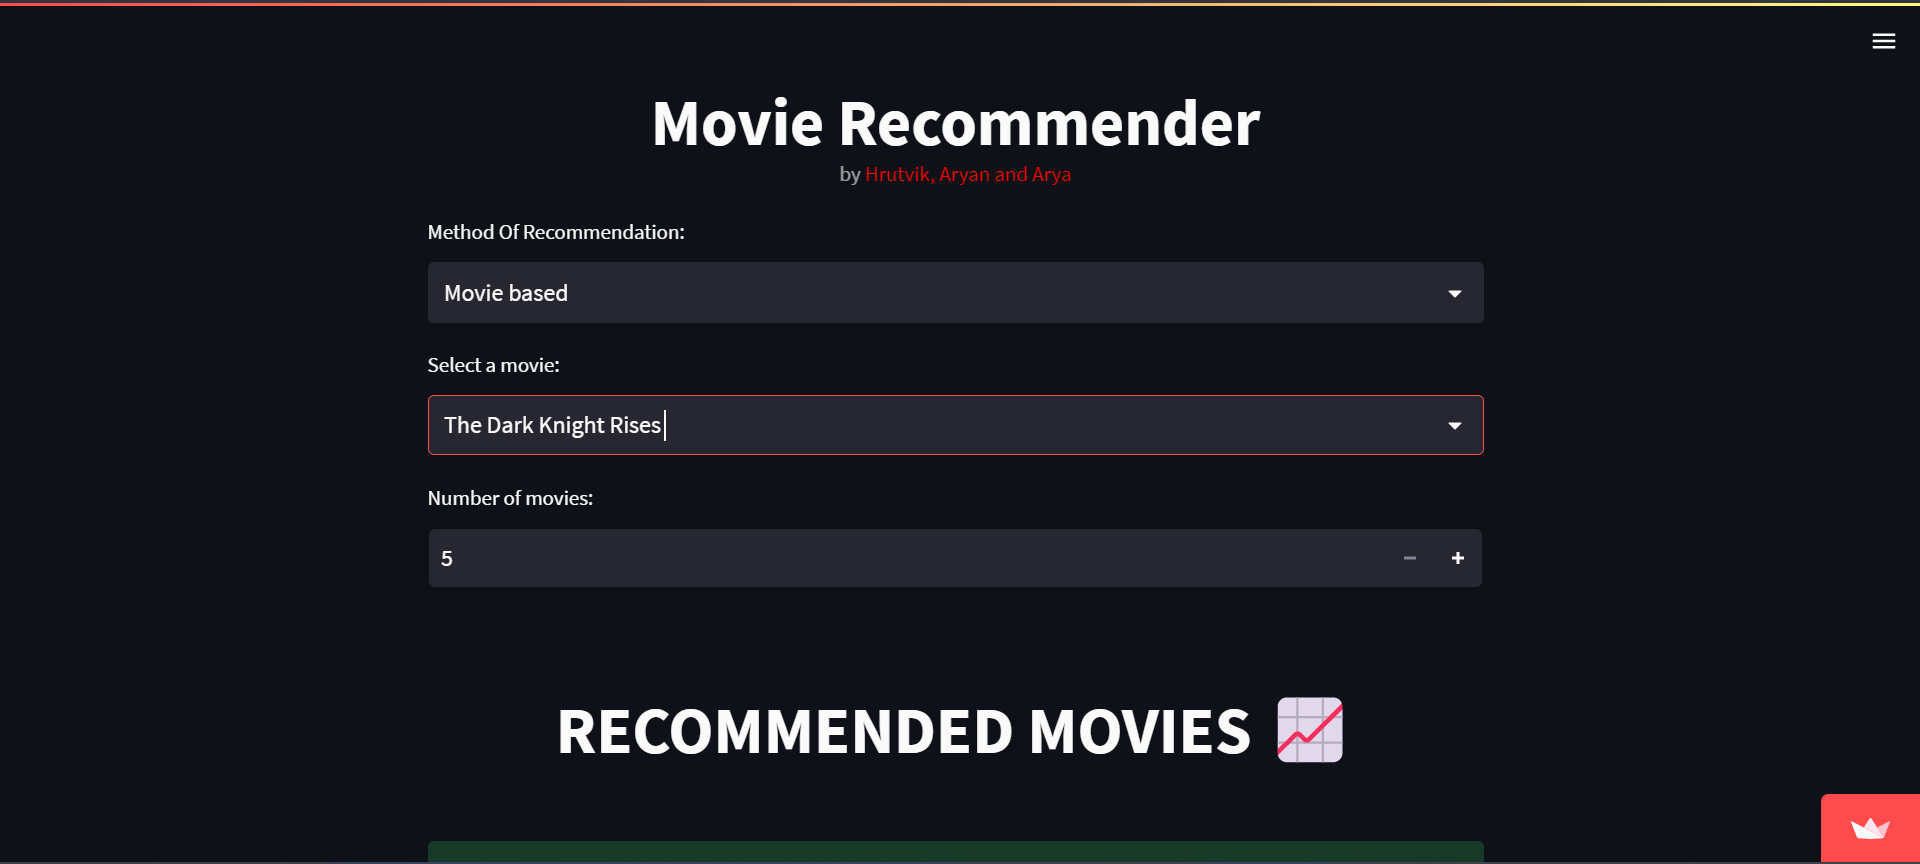 Movie Recommender
by Hrutvik, Aryan and Arya
Method Of Recommendation:
Movie based
Select a movie:
The Dark Knight Rises
Number of movies:
5
RECOMMENDED MOVIES